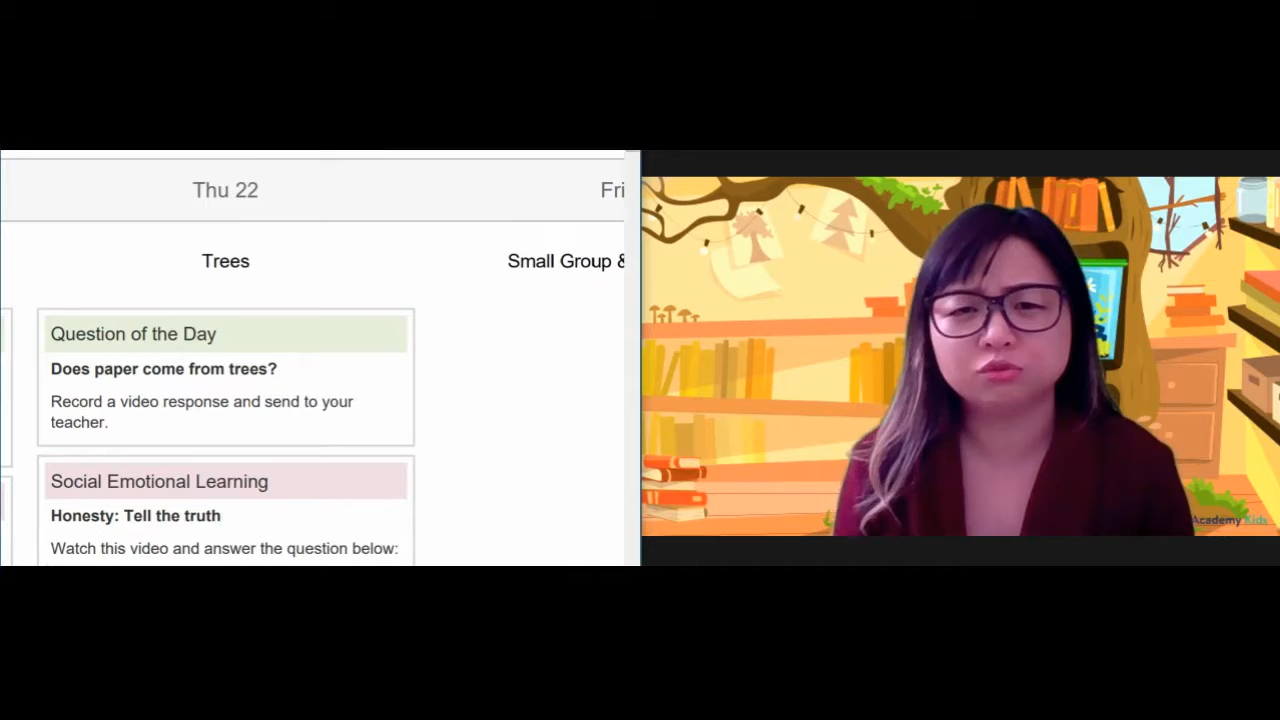 Thu 22
Fri
Trees
Small Group &
Question of the Day
Does paper come from trees?
Record a video response and send to your
teacher.
Social Emotional Learning
Honesty: Tell the truth
Watch this video and answer the question below:
Academy Kids